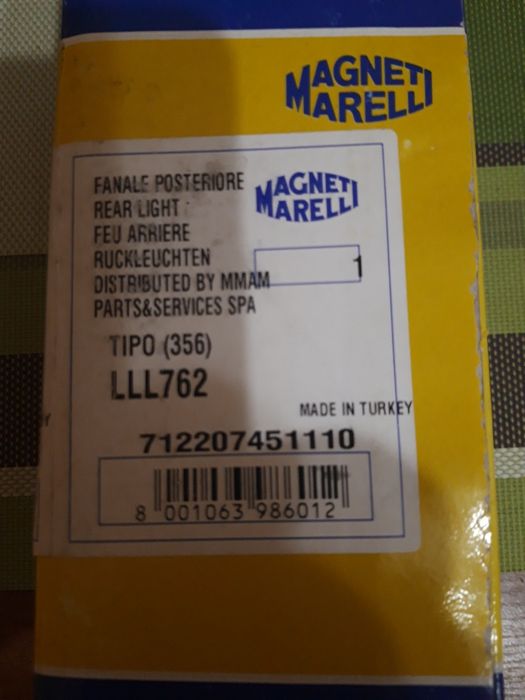 MAGNETI
MARELLI
FANALE POSTERIORE
REAR LIGHT
FEU ARRIERE
RUCKLEUCHTEN
DISTRIBUTED BY MMAM
PARTS&SERVICES SPA
MAGNETI
MARELLI
1
TIPO (356)
LLL762
MADE IN TURKEY
712207451110
8 001063 986012